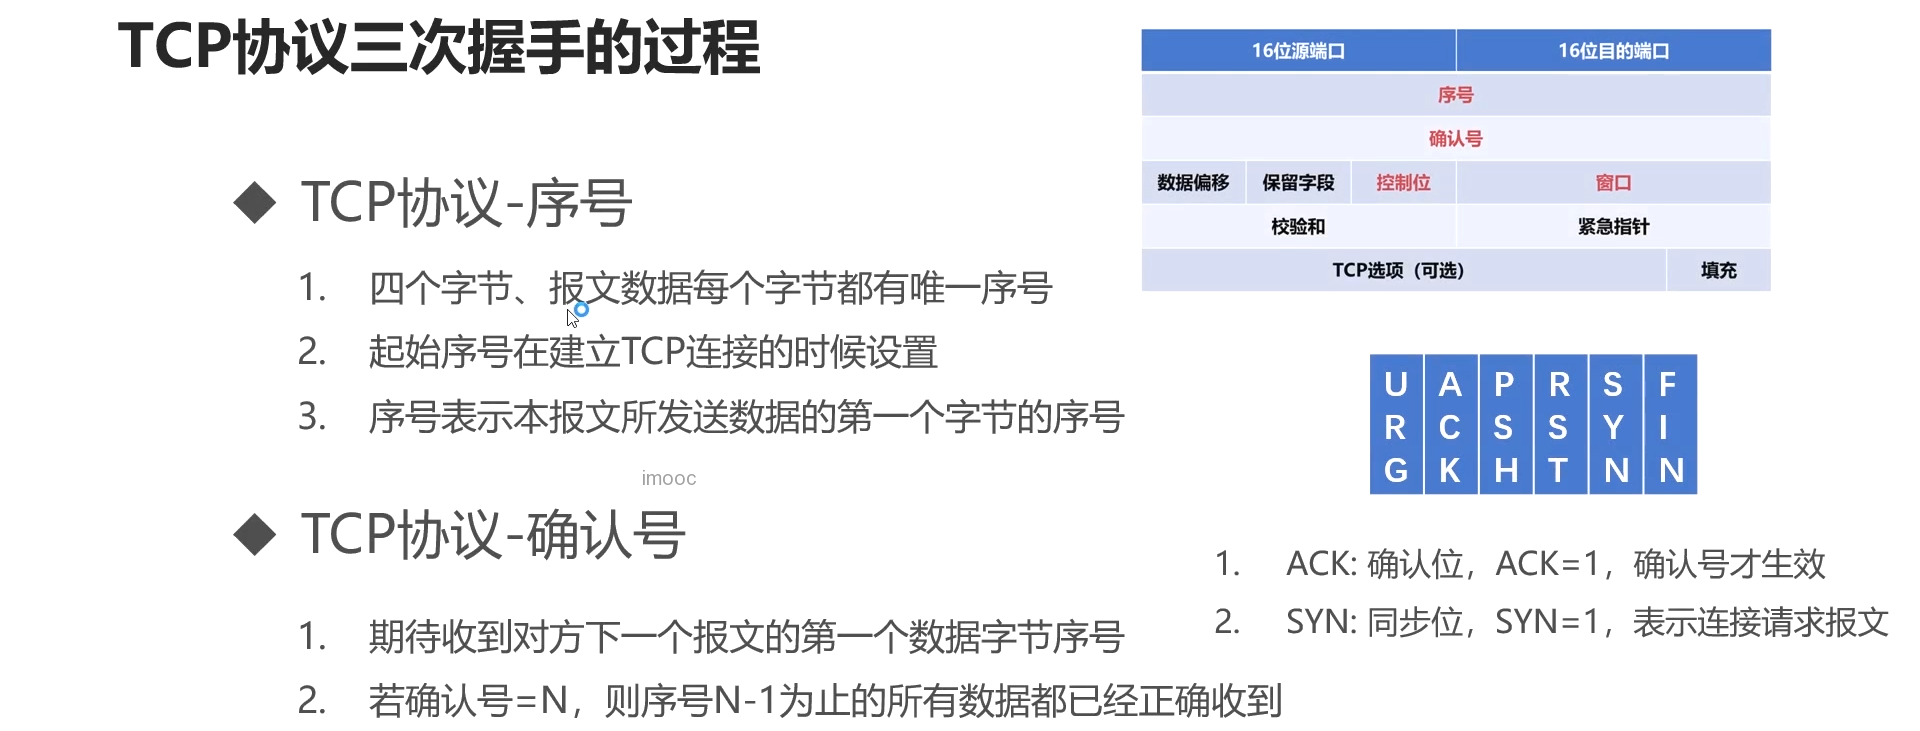 TCP协议三次握手的过程
◆ TCP协议-序号
1. 四个字节、报文数据每个字节都有唯一序号
2. 起始序号在建立TCP连接的时候设置
3. 序号表示本报文所发送数据的第一个字节的序号
imooc
◆ TCP协议-确认号
1. 期待收到对方下一个报文的第一个数据字节序号
2. 若确认号=N，则序号N-1为止的所有数据都已经正确收到
16位源端口 16位目的端口
序号
确认号
数据偏移 保留字段 控制位 窗口
校验和 紧急指针
TCP选项（可选） 填充
URG ACK PSH RST SYN FIN
1. ACK: 确认位，ACK=1，确认号才生效
2. SYN: 同步位，SYN=1，表示连接请求报文